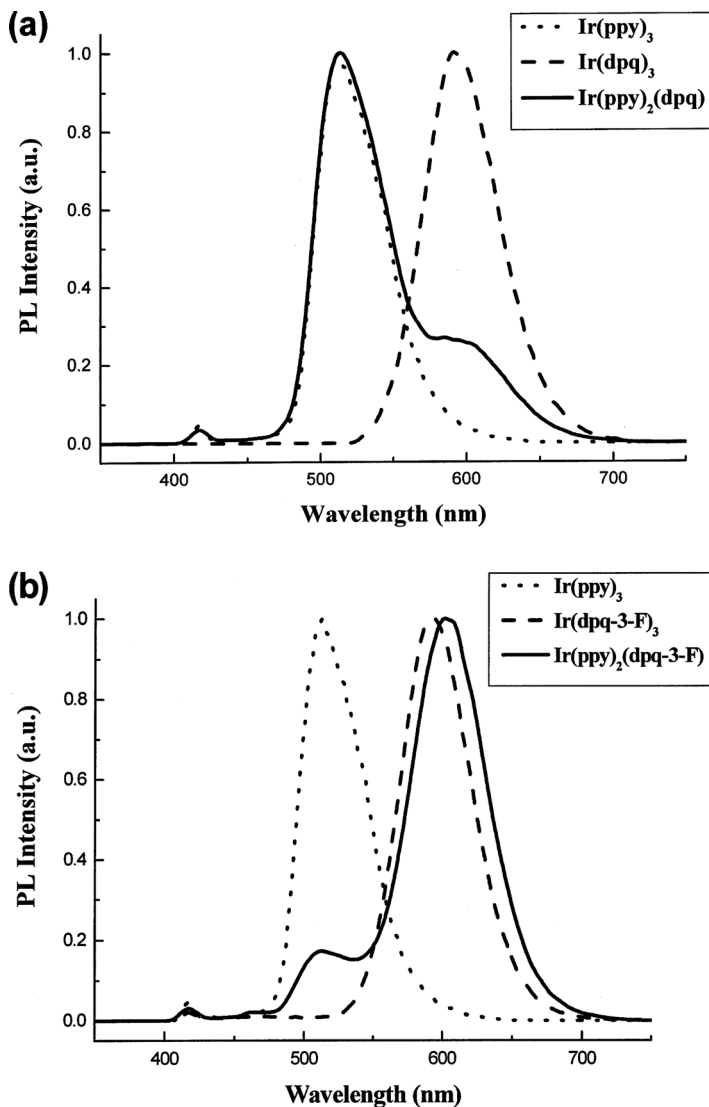 (a)
Ir(ppy)3
Ir(dpq)3
Ir(ppy)2(dpq)
PL Intensity (a.u.)
1.0
0.8
0.6
0.4
0.2
0.0
400 500 600 700
Wavelength (nm)
(b)
Ir(ppy)3
Ir(dpq-3-F)3
Ir(ppy)2(dpq-3-F)
PL Intensity (a.u.)
1.0
0.8
0.6
0.4
0.2
0.0
400 500 600 700
Wavelength (nm)